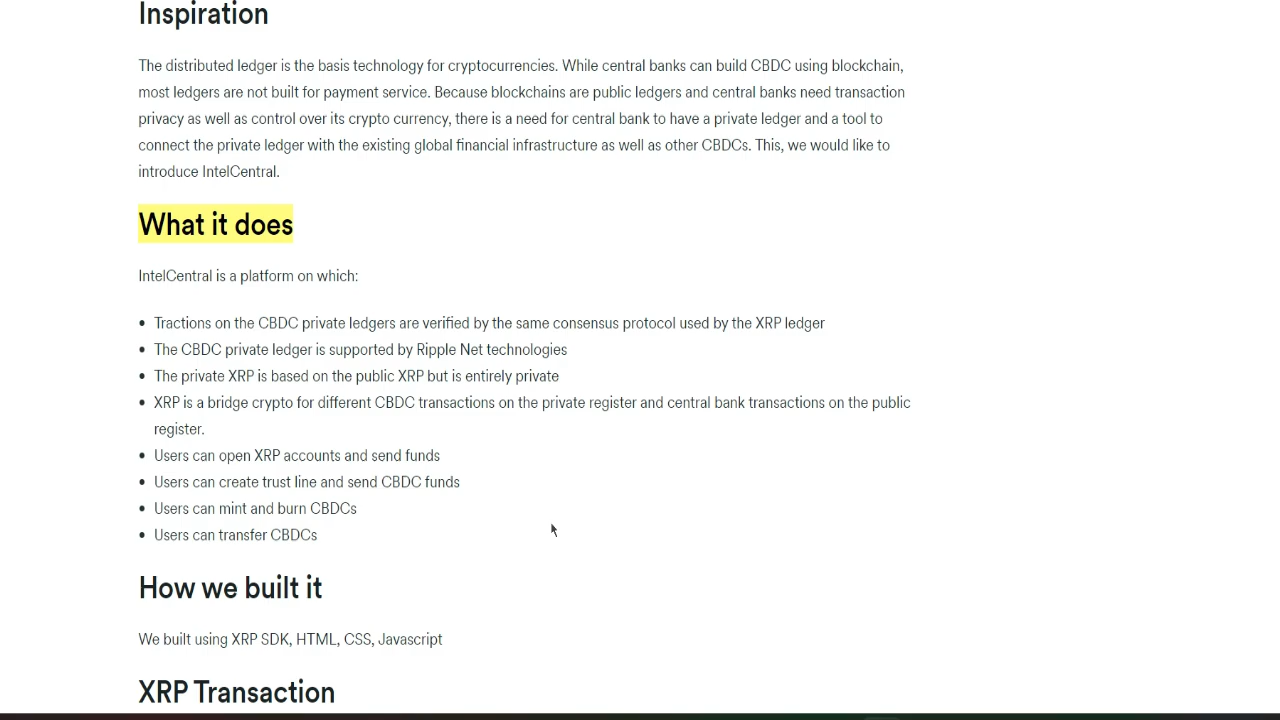 Inspiration
The distributed ledger is the basis technology for cryptocurrencies. While central banks can build CBDC using blockchain,
most ledgers are not built for payment service. Because blockchains are public ledgers and central banks need transaction
privacy as well as control over its crypto currency, there is a need for central bank to have a private ledger and a tool to
connect the private ledger with the existing global financial infrastructure as well as other CBDCs. This, we would like to
introduce IntelCentral.
What it does
IntelCentral is a platform on which:
• Tractions on the CBDC private ledgers are verified by the same consensus protocol used by the XRP ledger
• The CBDC private ledger is supported by Ripple Net technologies
• The private XRP is based on the public XRP but is entirely private
• XRP is a bridge crypto for different CBDC transactions on the private register and central bank transactions on the public
register.
• Users can open XRP accounts and send funds
• Users can create trust line and send CBDC funds
• Users can mint and burn CBDCs
• Users can transfer CBDCs
How we built it
We built using XRP SDK, HTML, CSS, Javascript
XRP Transaction